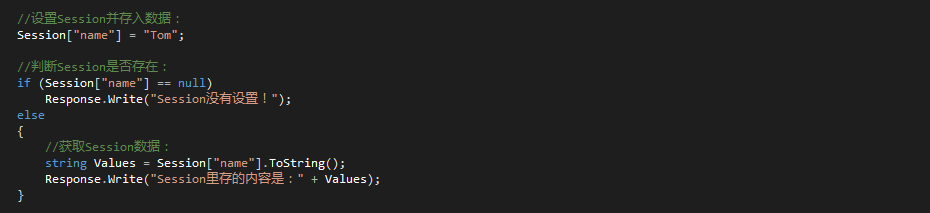 //设置Session并存入数据：
Session["name"] = "Tom";
//判断Session是否存在：
if (Session["name"] == null)
    Response.Write("Session没有设置！");
else
{
    //获取Session数据：
    string Values = Session["name"].ToString();
    Response.Write("Session里存的内容是：" + Values);
}